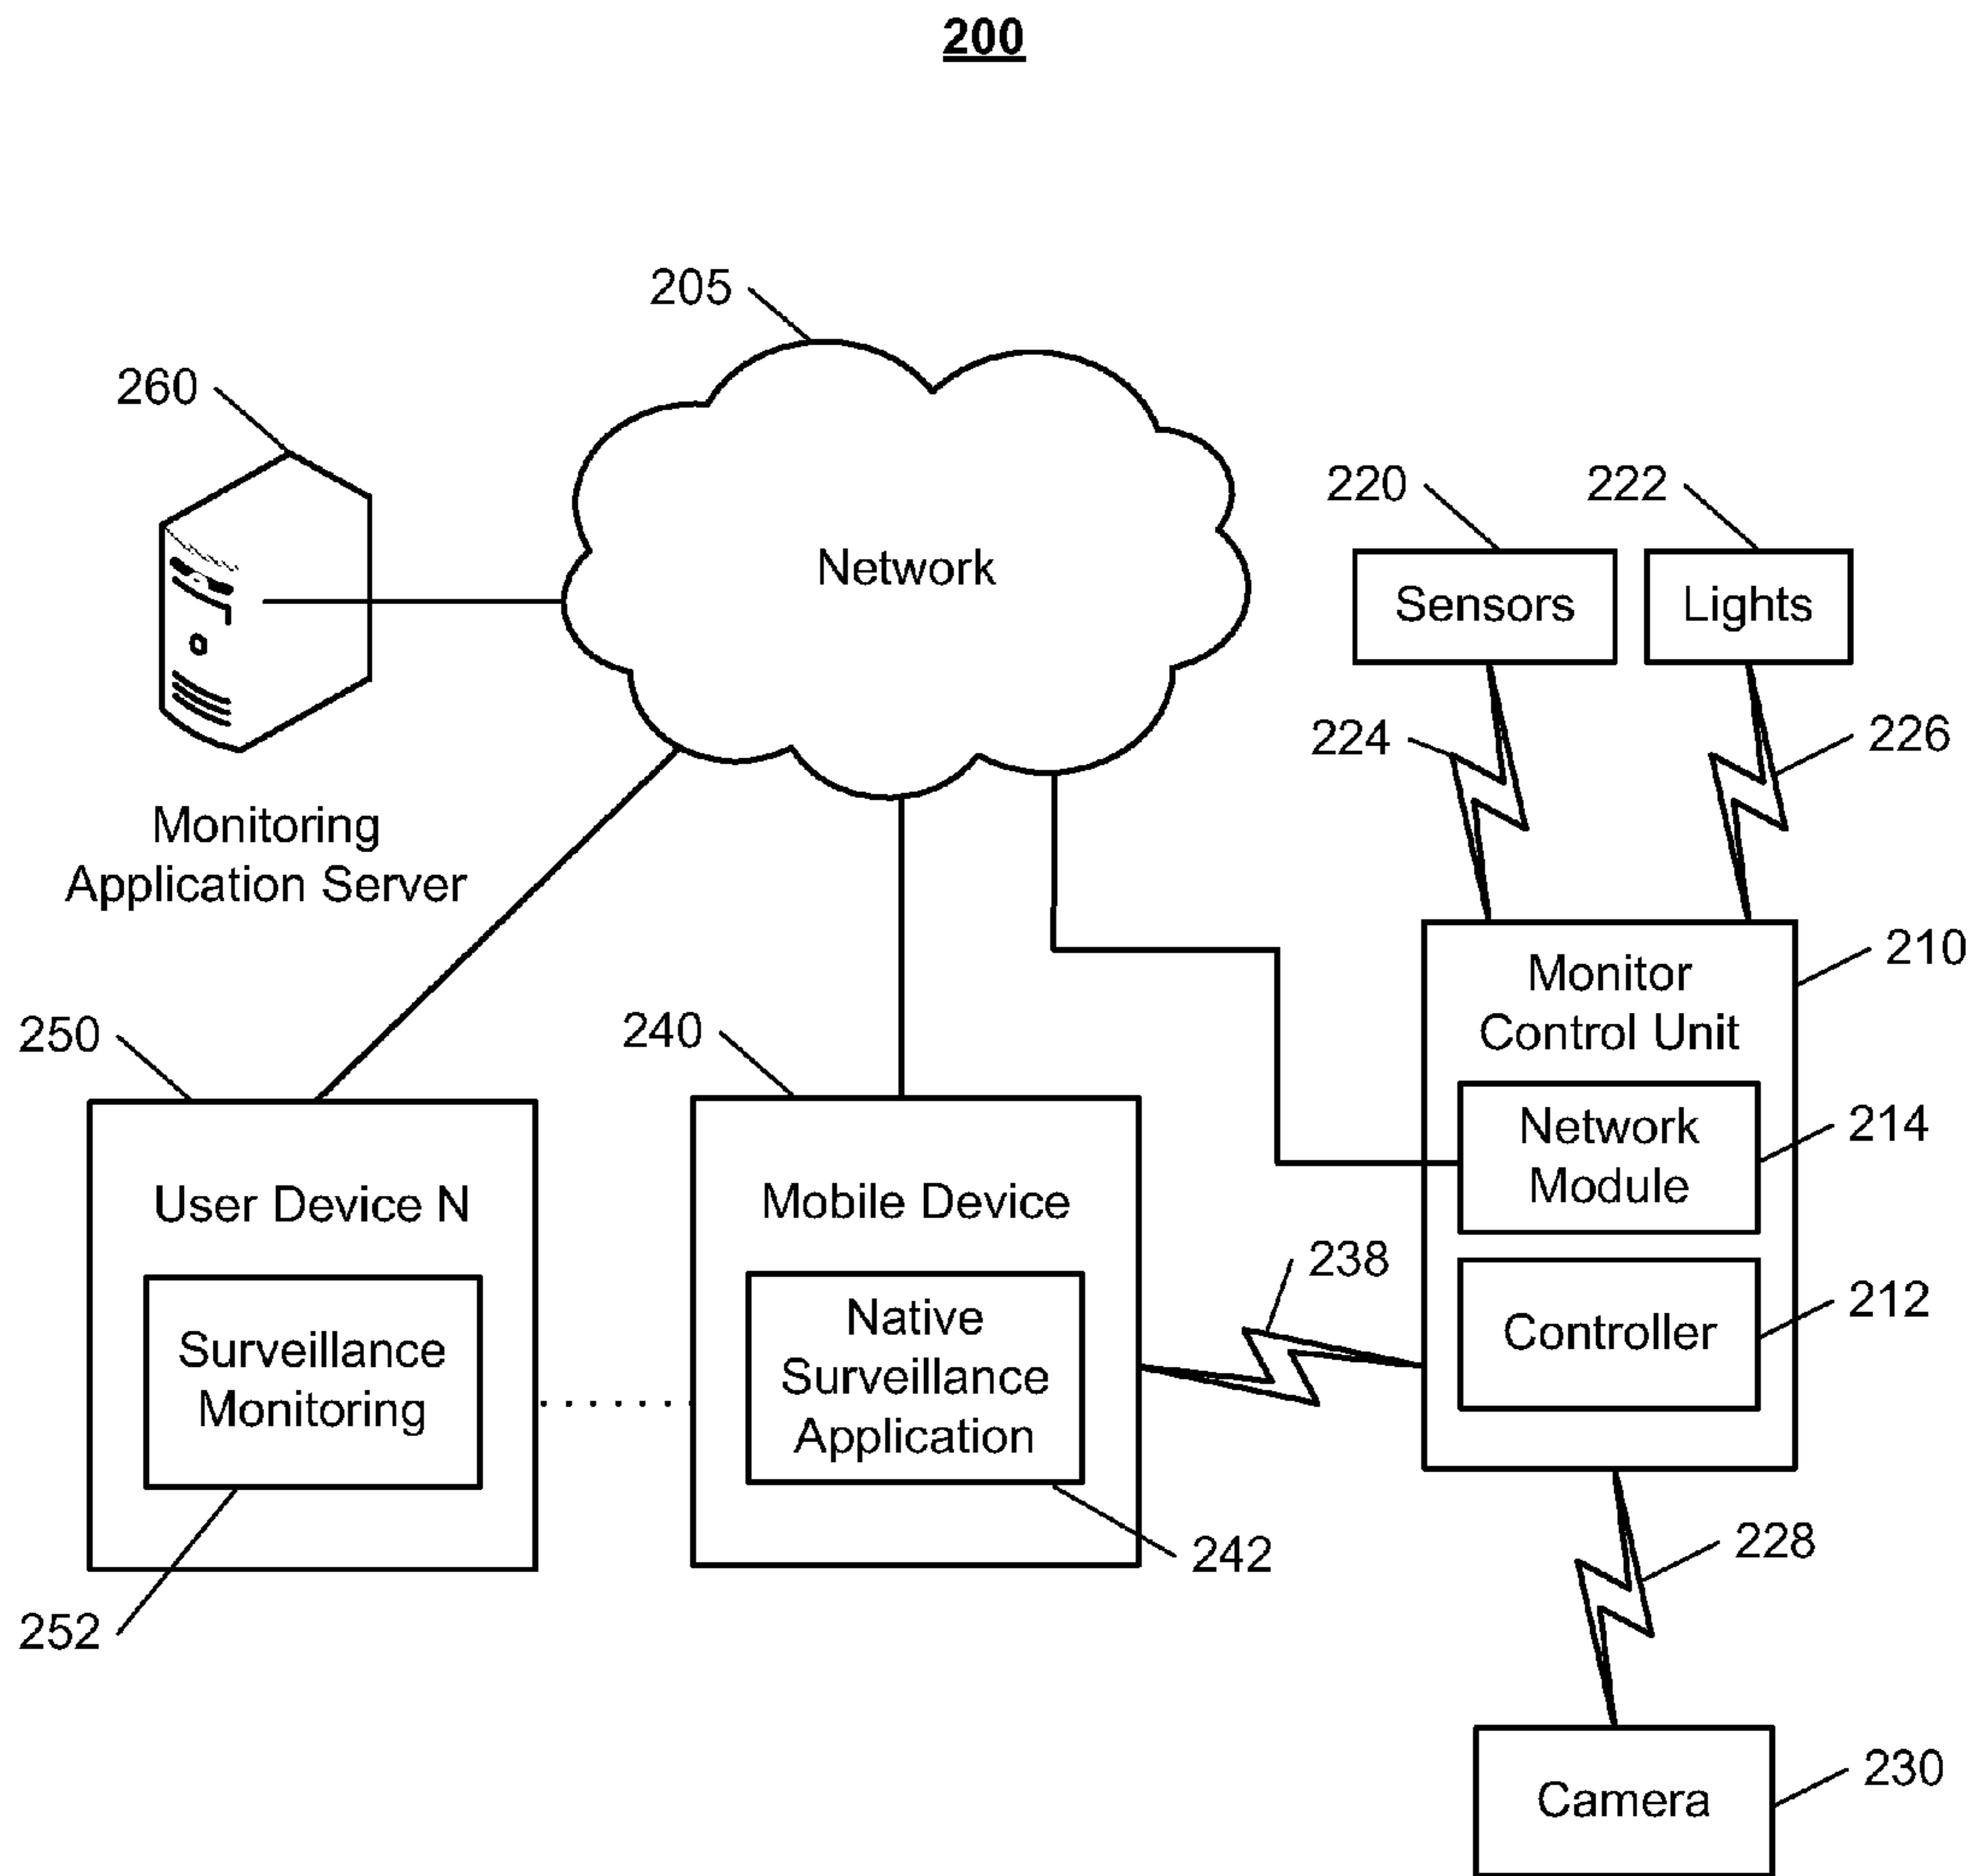 200
205
260
Network
220
222
Sensors
Lights
224
226
Monitoring
Application Server
210
Monitor
Control Unit
250
240
214
Network
Module
User Device N
Mobile Device
238
212
Controller
Surveillance
Monitoring
Native
Surveillance
Application
242
228
252
230
Camera